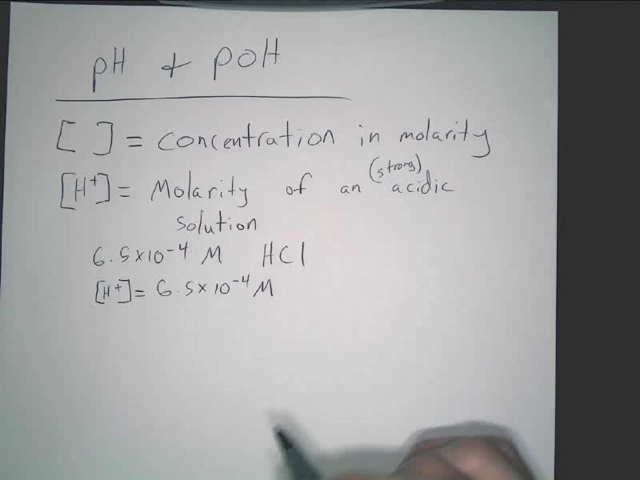 pH + pOH
[ ] = concentration in molarity
[H+] = Molarity of an (strong) acidic
solution
6.5x10-4 M HCl
[H+] = 6.5x10-4 M